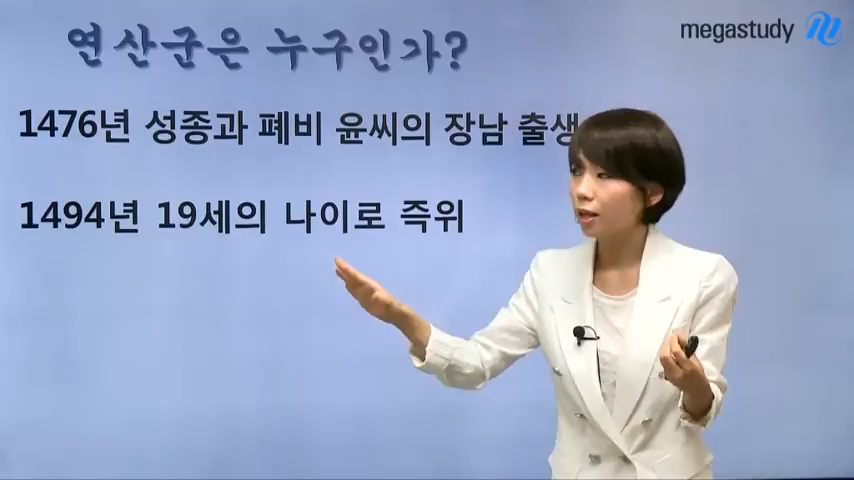 연산군은 누구인가?
megastudy
1476년 성종과 폐비 윤씨의 장남 출생
1494년 19세의 나이로 즉위